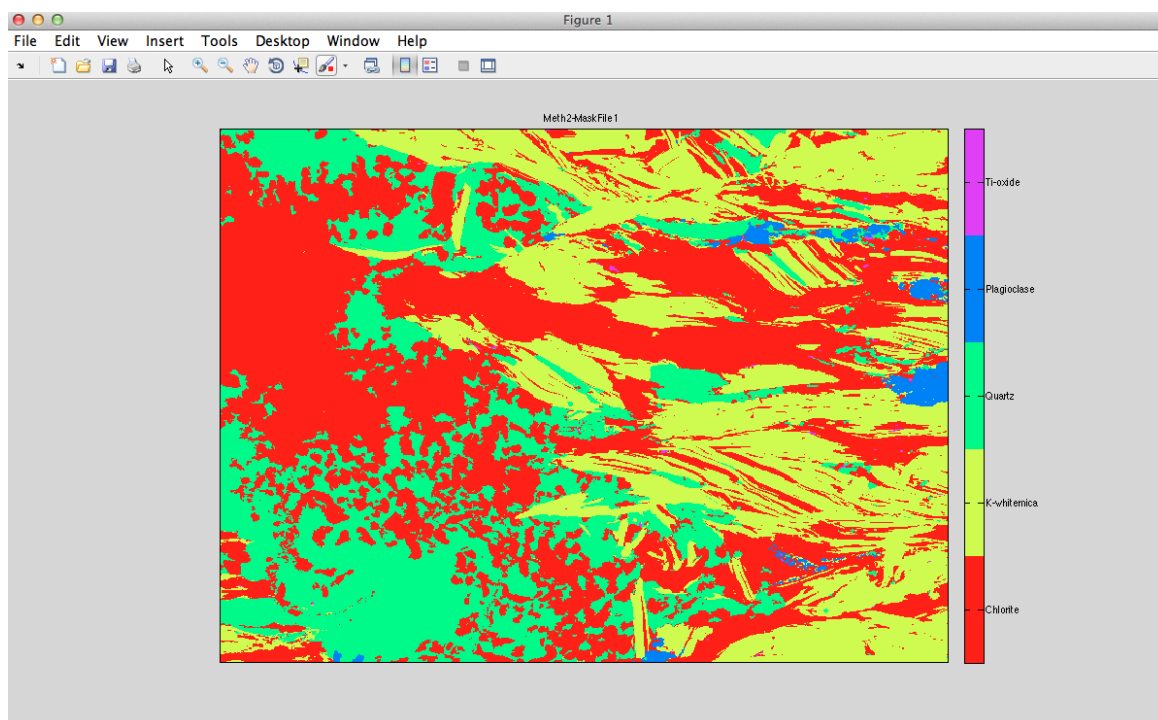 Figure 1
File Edit View Insert Tools Desktop Window Help
Meth2-MaskFile1
Ti-oxide
Plagioclase
Quartz
K-whitemica
Chlorite